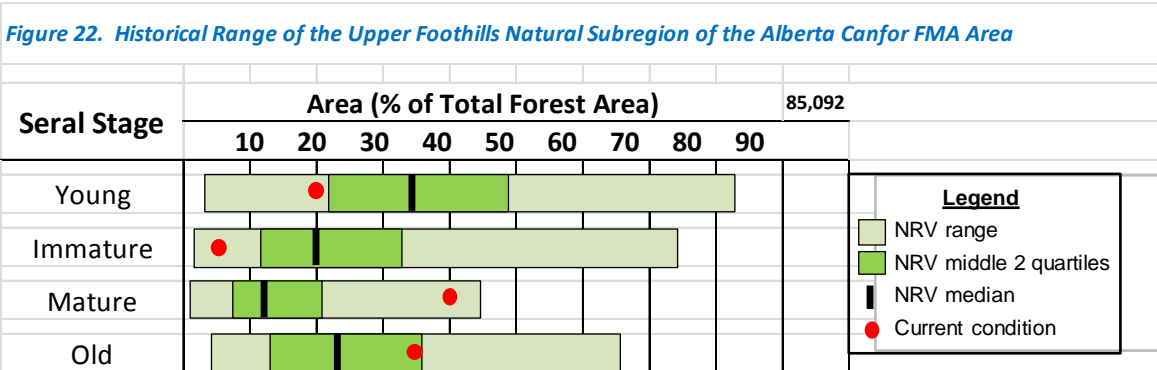 Figure 22. Historical Range of the Upper Foothills Natural Subregion of the Alberta Canfor FMA Area
Seral Stage
Area (% of Total Forest Area)
85,092
10 20 30 40 50 60 70 80 90
Young
Immature
Mature
Old
Legend
NRV range
NRV middle 2 quartiles
NRV median
Current condition